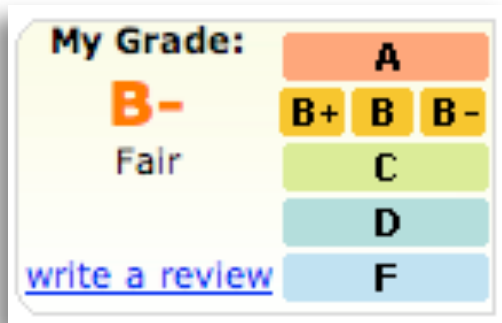 My Grade:
B-
Fair
write a review
A
B+ B B-
C
D
F